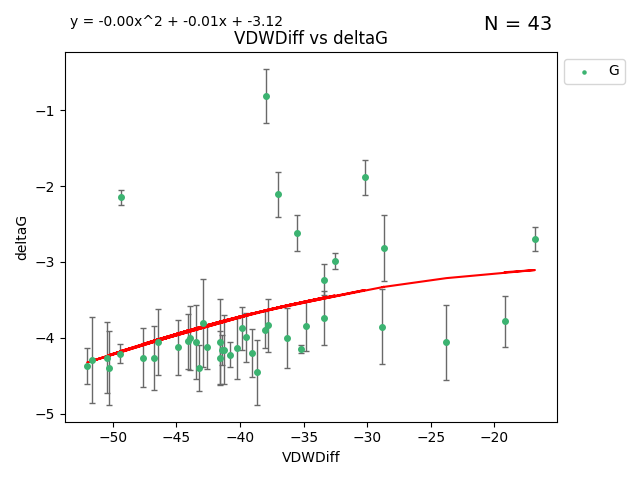 y = -0.00x^2 + -0.01x + -3.12
N = 43
VDWDiff vs deltaG
G
deltaG
−1
−2
−3
−4
−5
−50
−45
−40
−35
−30
−25
−20
VDWDiff